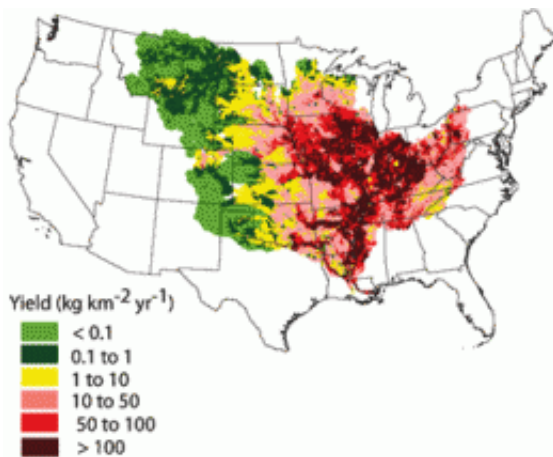 Yield (kg km⁻² yr⁻¹)
< 0.1
0.1 to 1
1 to 10
10 to 50
50 to 100
> 100